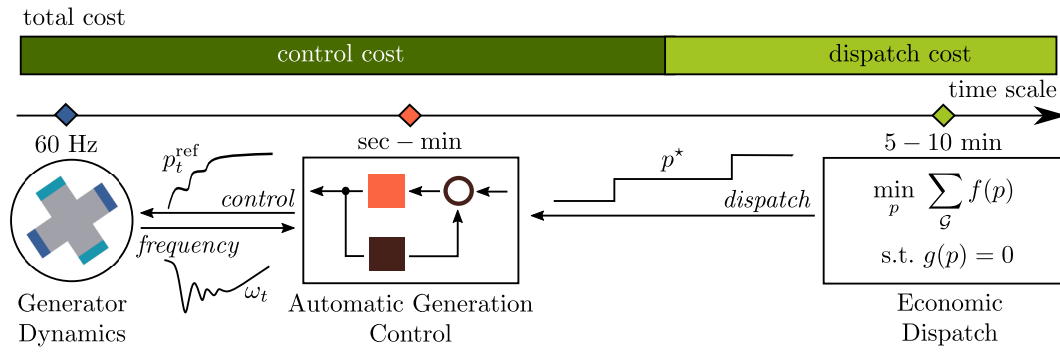 total cost
control cost
dispatch cost
time scale
60 Hz
sec − min
5 − 10 min
p_t^ref
p^⋆
control
dispatch
frequency
ω_t
min_p ∑_𝒢 f(p)
s.t. g(p) = 0
Generator
Dynamics
Automatic Generation
Control
Economic
Dispatch